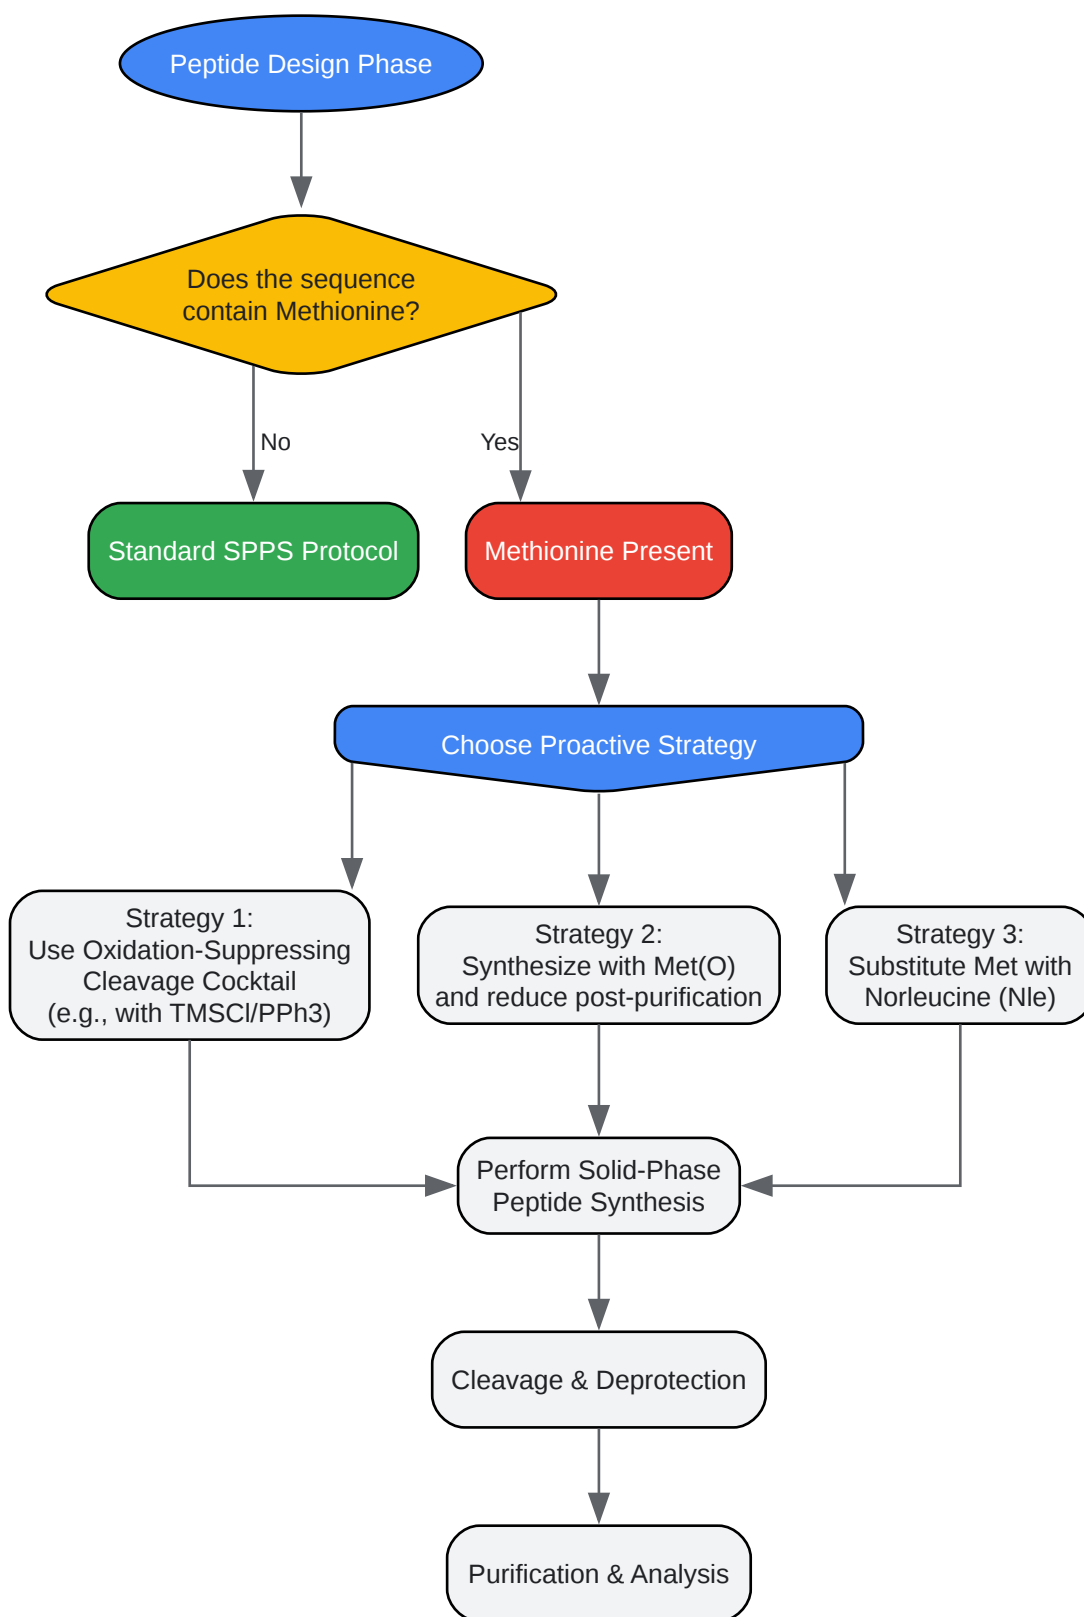 Peptide Design Phase
Does the sequence
contain Methionine?
No
Yes
Standard SPPS Protocol
Methionine Present
Choose Proactive Strategy
Strategy 1:
Use Oxidation-Suppressing
Cleavage Cocktail
(e.g., with TMSCl/PPh3)
Strategy 2:
Synthesize with Met(O)
and reduce post-purification
Strategy 3:
Substitute Met with
Norleucine (Nle)
Perform Solid-Phase
Peptide Synthesis
Cleavage & Deprotection
Purification & Analysis